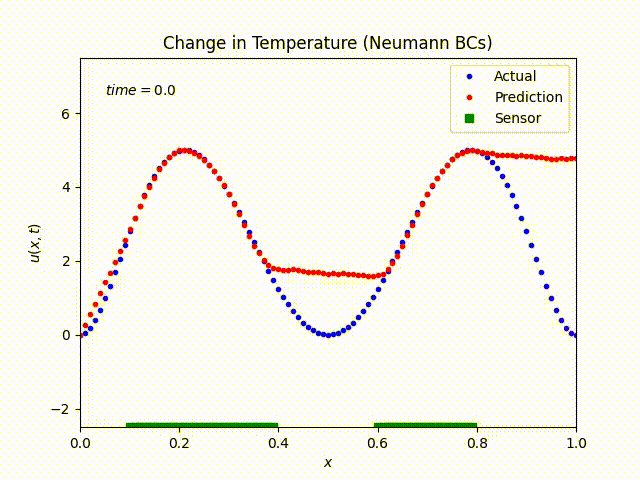 Change in Temperature (Neumann BCs)
time = 0.0
Actual
Prediction
Sensor
6
4
2
0
−2
u(x, t)
0.0 0.2 0.4 0.6 0.8 1.0
x